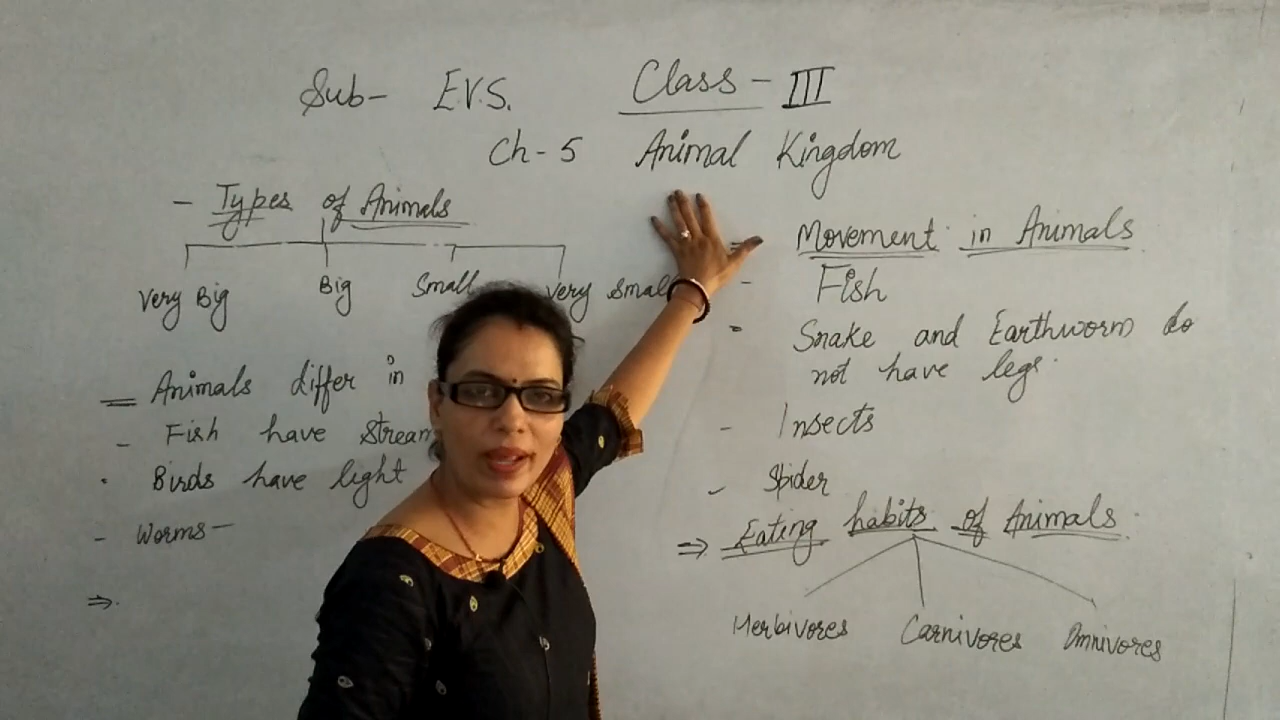 Sub- E.V.S. Class - III
Ch - 5 Animal Kingdom
- Types of Animals
Very Big Big Small Very Small
= Animals differ in
- Fish have Stream
. Birds have light
- Worms -
⇒.
Movement in Animals
- Fish
- Snake and Earthworm do
not have legs.
- Insects
- Spider
⇒ Eating habits of Animals.
Herbivores Carnivores Omnivores